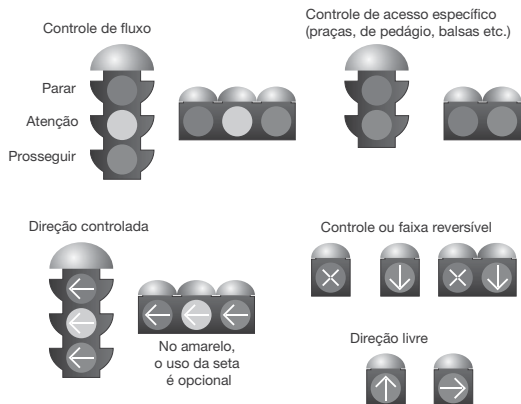 Controle de fluxo
Parar
Atenção
Prosseguir
Controle de acesso específico
(praças, de pedágio, balsas etc.)
Direção controlada
No amarelo,
o uso da seta
é opcional
Controle ou faixa reversível
Direção livre